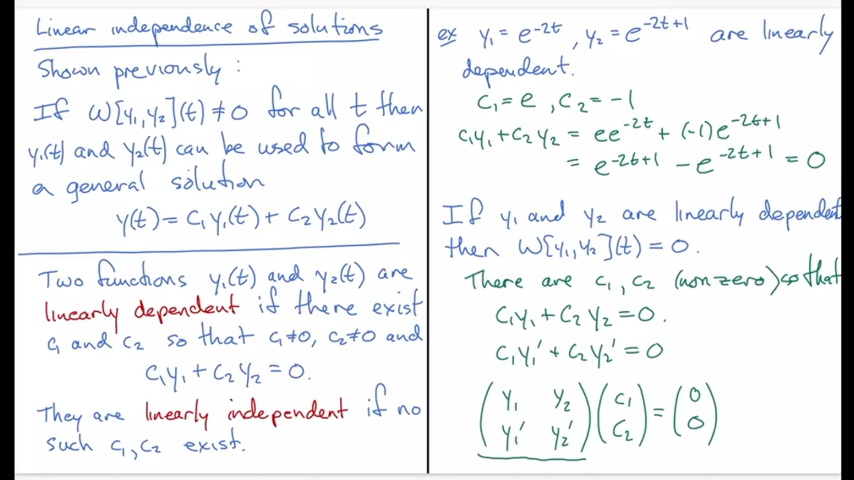 Linear independence of solutions
Shown previously:
If W[y₁,y₂](t) ≠ 0 for all t then
y₁(t) and y₂(t) can be used to form
a general solution
y(t) = c₁y₁(t) + c₂y₂(t)
Two functions y₁(t) and y₂(t) are
linearly dependent if there exist
c₁ and c₂ so that c₁≠0, c₂≠0 and
c₁y₁ + c₂y₂ = 0.
They are linearly independent if no
such c₁, c₂ exist.
ex y₁ = e^{-2t}, y₂ = e^{-2t+1} are linearly
dependent.
c₁ = e, c₂ = -1
c₁y₁ + c₂y₂ = ee^{-2t} + (-1)e^{-2t+1}
= e^{-2t+1} - e^{-2t+1} = 0
If y₁ and y₂ are linearly dependent
then W[y₁,y₂](t) = 0.
There are c₁, c₂ (nonzero) so that
c₁y₁ + c₂y₂ = 0.
c₁y₁' + c₂y₂' = 0
(y₁ y₂) (c₁) = (0)
(y₁' y₂') (c₂) (0)